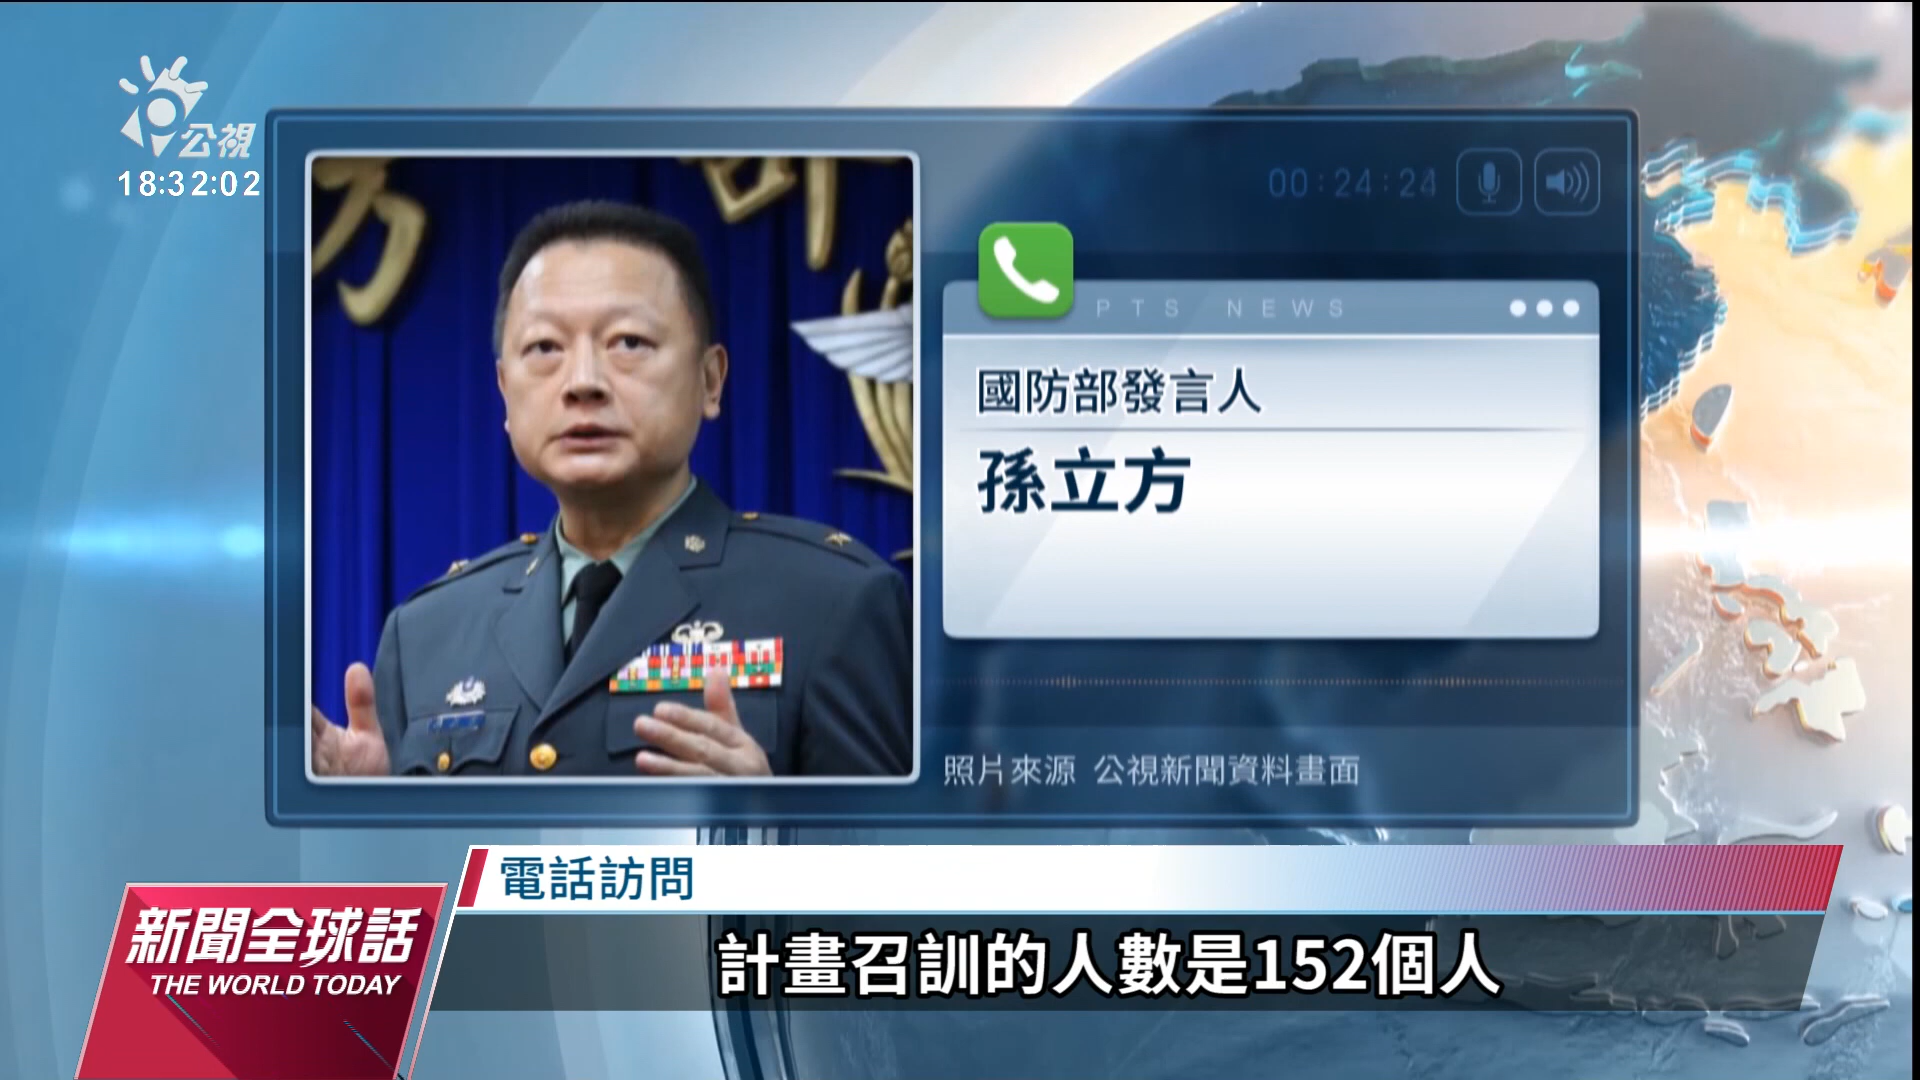 公視
18:32:02
00:24:24
PTS NEWS
國防部發言人
孫立方
照片來源 公視新聞資料畫面
電話訪問
新聞全球話
THE WORLD TODAY
計畫召訓的人數是152個人